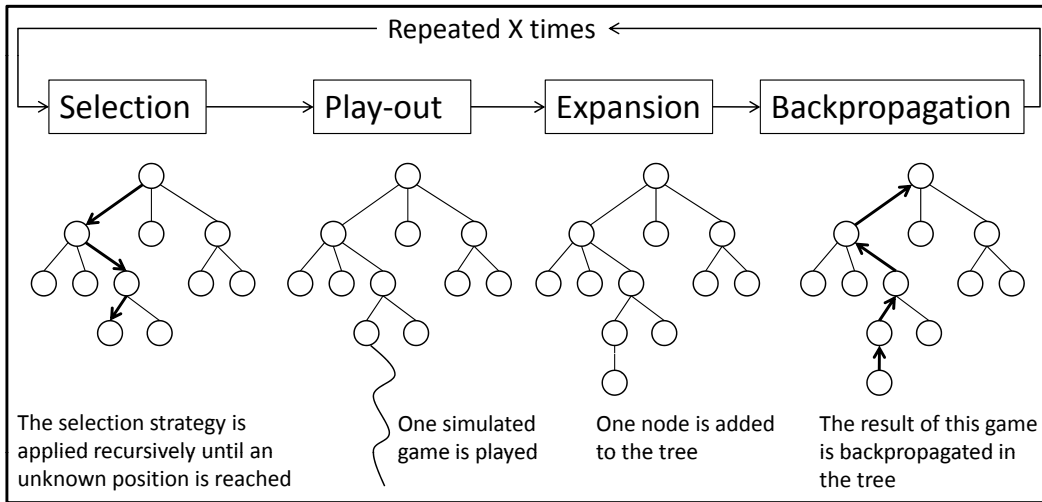 Repeated X times
Selection
Play-out
Expansion
Backpropagation
The selection strategy is
applied recursively until an
unknown position is reached
One simulated
game is played
One node is added
to the tree
The result of this game
is backpropagated in
the tree